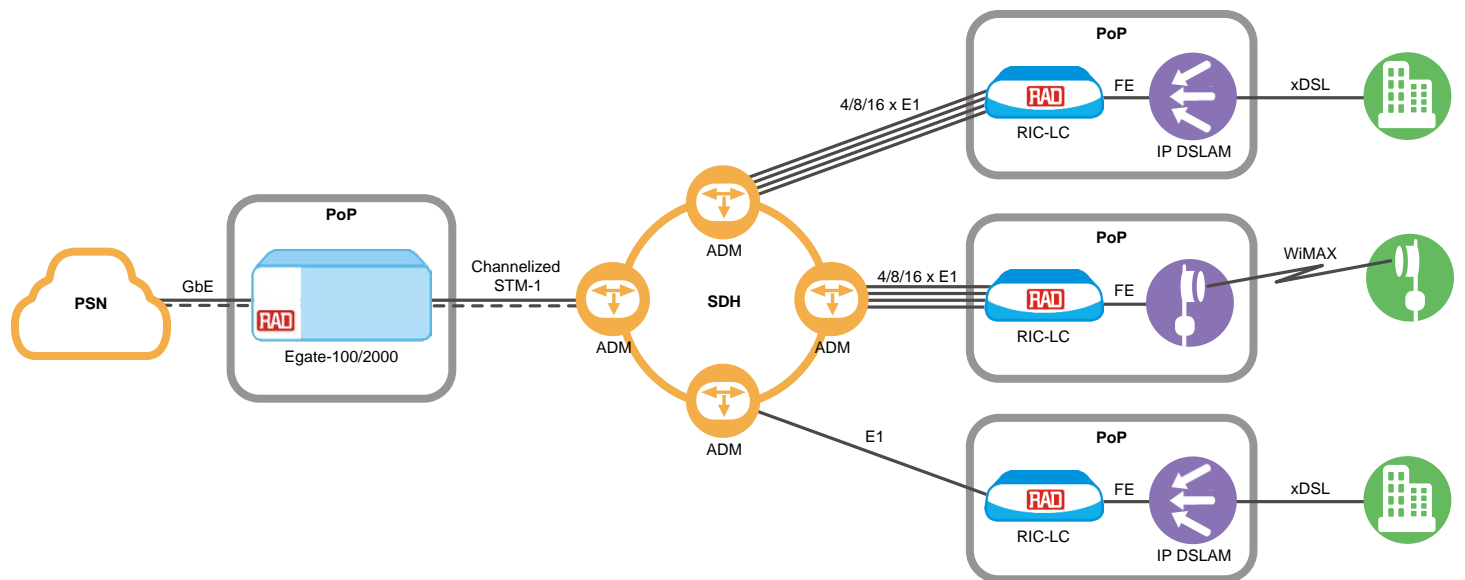 PoP
4/8/16 x E1
RAD
RIC-LC
FE
IP DSLAM
xDSL
PSN
GbE
PoP
RAD
Egate-100/2000
Channelized
STM-1
ADM
ADM
SDH
ADM
ADM
4/8/16 x E1
PoP
RAD
RIC-LC
FE
WiMAX
E1
PoP
RAD
RIC-LC
FE
IP DSLAM
xDSL